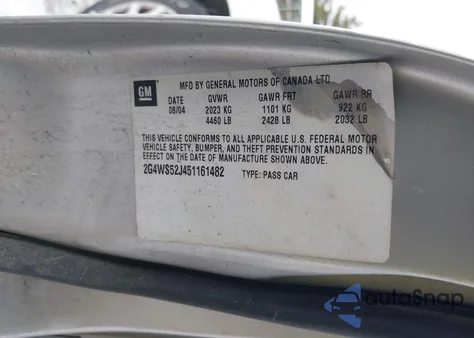 GM
MFD BY GENERAL MOTORS OF CANADA LTD
DATE GVWR GAWR FRT GAWR RR
08/04 2023 KG 1101 KG 922 KG
4460 LB 2428 LB 2032 LB
THIS VEHICLE CONFORMS TO ALL APPLICABLE U.S. FEDERAL MOTOR
VEHICLE SAFETY, BUMPER, AND THEFT PREVENTION STANDARDS IN
EFFECT ON THE DATE OF MANUFACTURE SHOWN ABOVE.
2G4WS52J451161482 TYPE: PASS CAR
autoSnap